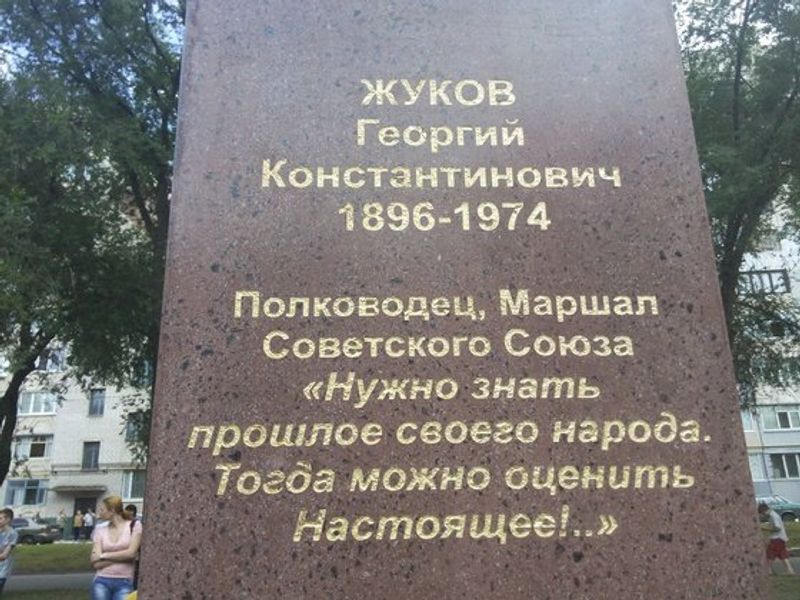 ЖУКОВ
Георгий
Константинович
1896-1974
Полководец, Маршал
Советского Союза
«Нужно знать
прошлое своего народа.
Тогда можно оценить
Настоящее!..»